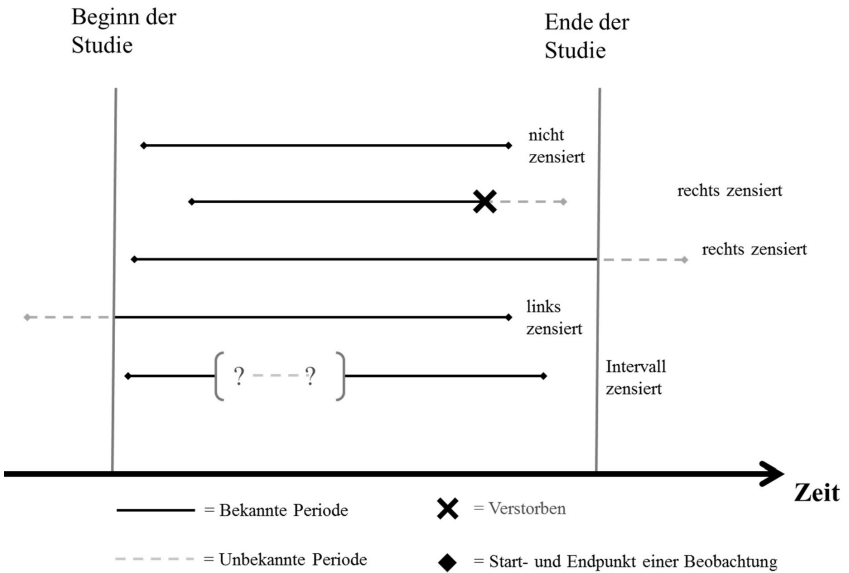 Beginn der
Studie
Ende der
Studie
nicht
zensiert
rechts zensiert
rechts zensiert
links
zensiert
? ?
Intervall
zensiert
Zeit
= Bekannte Periode
= Verstorben
= Unbekannte Periode
= Start- und Endpunkt einer Beobachtung